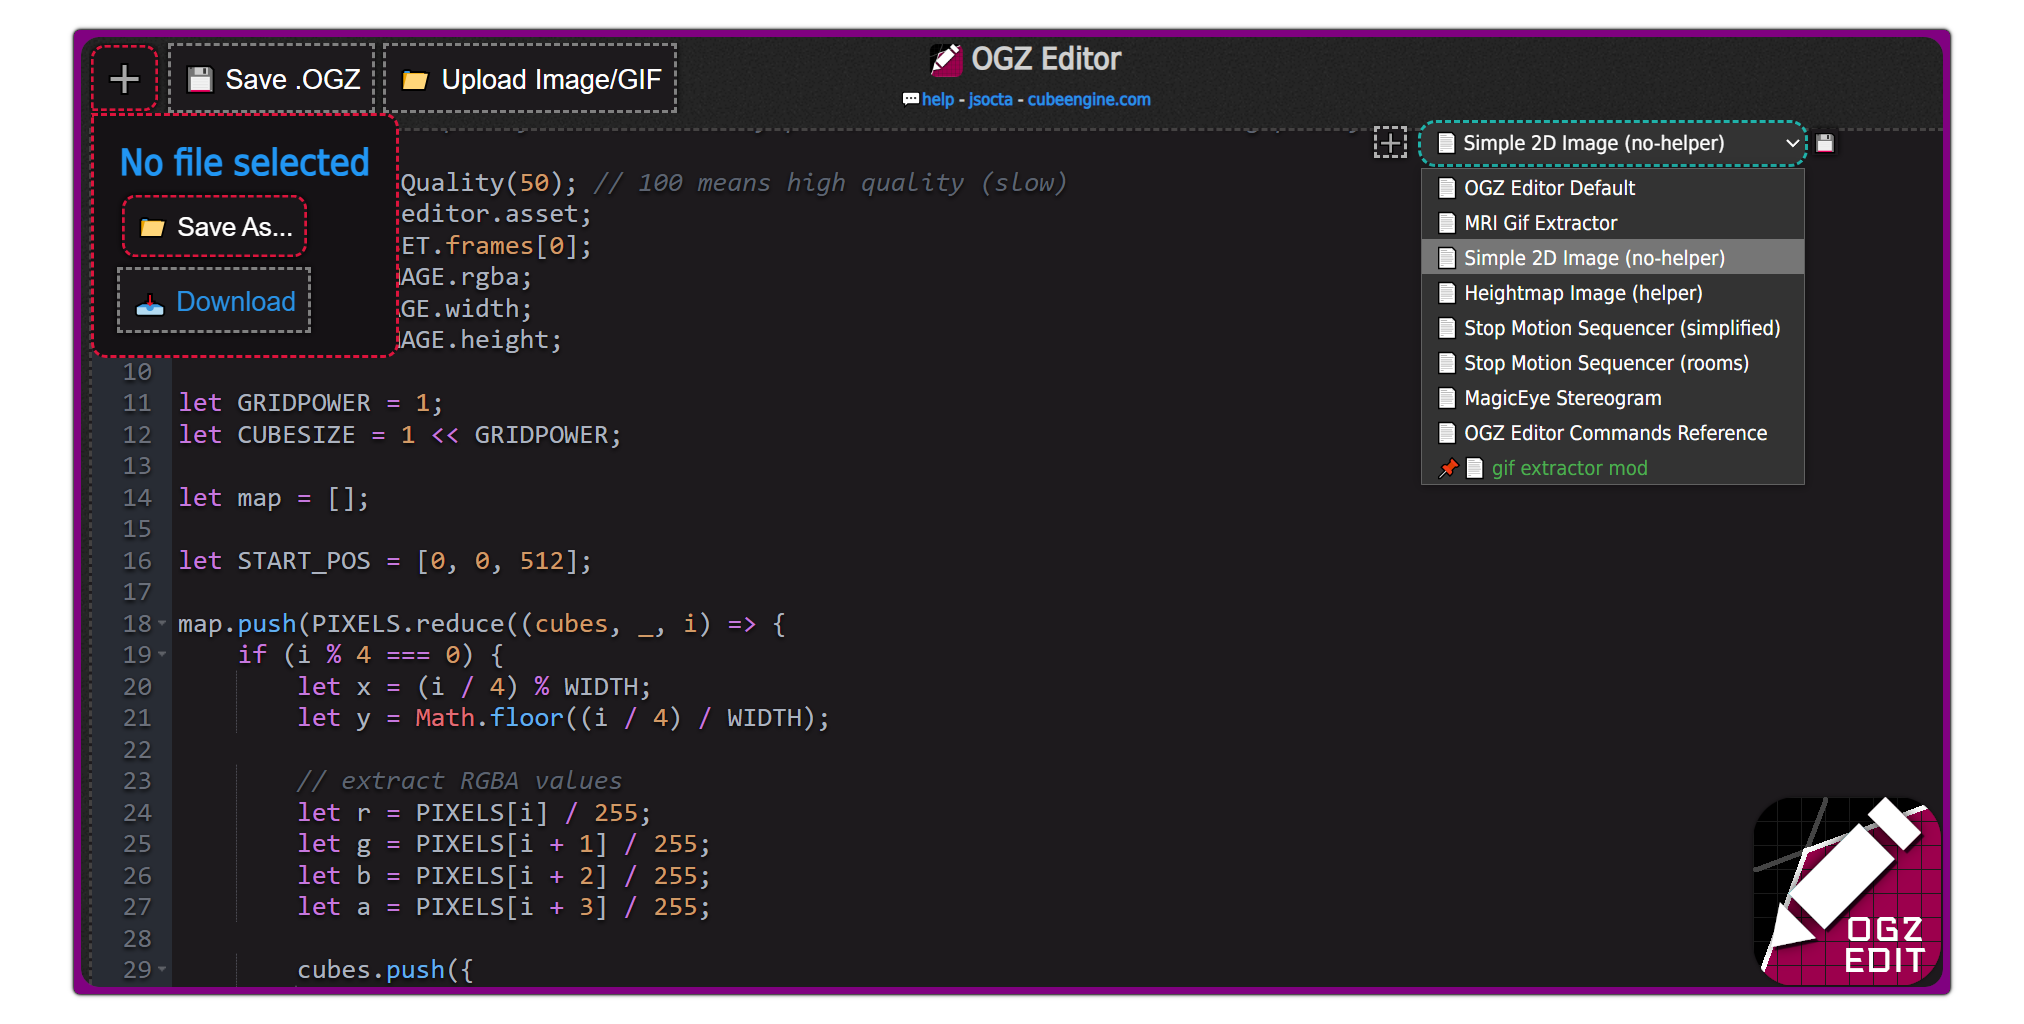 +
Save .OGZ
Upload Image/GIF
OGZ Editor
help - jsocta - cubeengine.com
No file selected
Save As...
Download
Simple 2D Image (no-helper)
OGZ Editor Default
MRI Gif Extractor
Simple 2D Image (no-helper)
Heightmap Image (helper)
Stop Motion Sequencer (simplified)
Stop Motion Sequencer (rooms)
MagicEye Stereogram
OGZ Editor Commands Reference
gif extractor mod
Quality(50); // 100 means high quality (slow)
editor.asset;
ET.frames[0];
AGE.rgba;
GE.width;
AGE.height;
10
11 let GRIDPOWER = 1;
12 let CUBESIZE = 1 << GRIDPOWER;
13
14 let map = [];
15
16 let START_POS = [0, 0, 512];
17
18 map.push(PIXELS.reduce((cubes, _, i) => {
19 if (i % 4 === 0) {
20 let x = (i / 4) % WIDTH;
21 let y = Math.floor((i / 4) / WIDTH);
22
23 // extract RGBA values
24 let r = PIXELS[i] / 255;
25 let g = PIXELS[i + 1] / 255;
26 let b = PIXELS[i + 2] / 255;
27 let a = PIXELS[i + 3] / 255;
28
29 cubes.push({
OGZ
EDIT